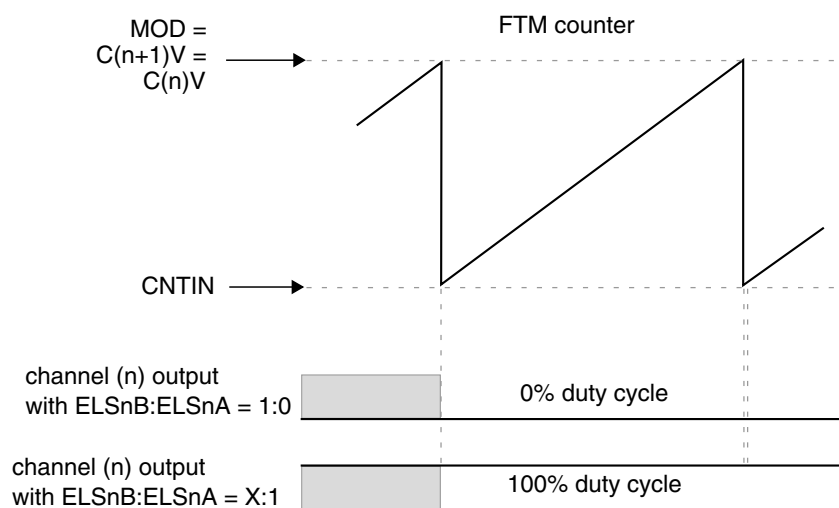 MOD =
C(n+1)V =
C(n)V
FTM counter
CNTIN
channel (n) output
with ELSnB:ELSnA = 1:0
0% duty cycle
channel (n) output
with ELSnB:ELSnA = X:1
100% duty cycle